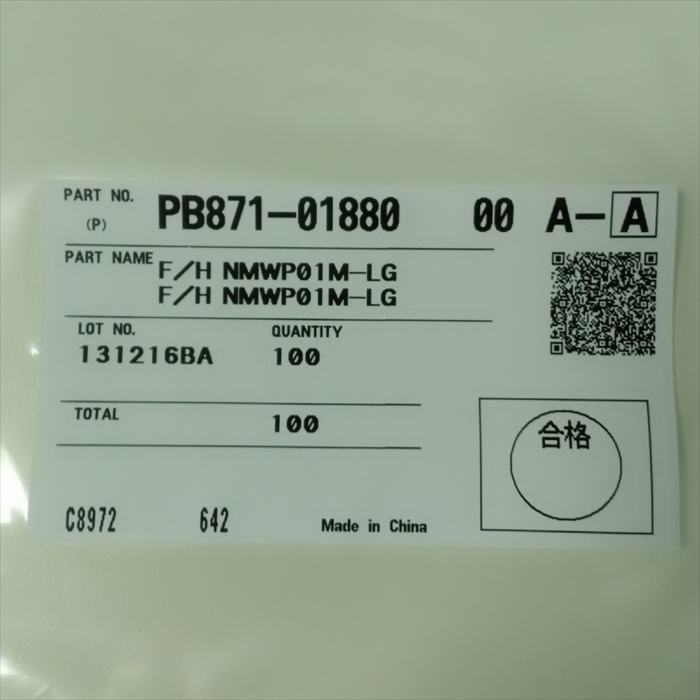 PART NO. PB871-01880 00 A-A
(P)
PART NAME F/H NMWP01M-LG
F/H NMWP01M-LG
LOT NO. QUANTITY
131216BA 100
TOTAL
100
合格
C8972 642 Made in China